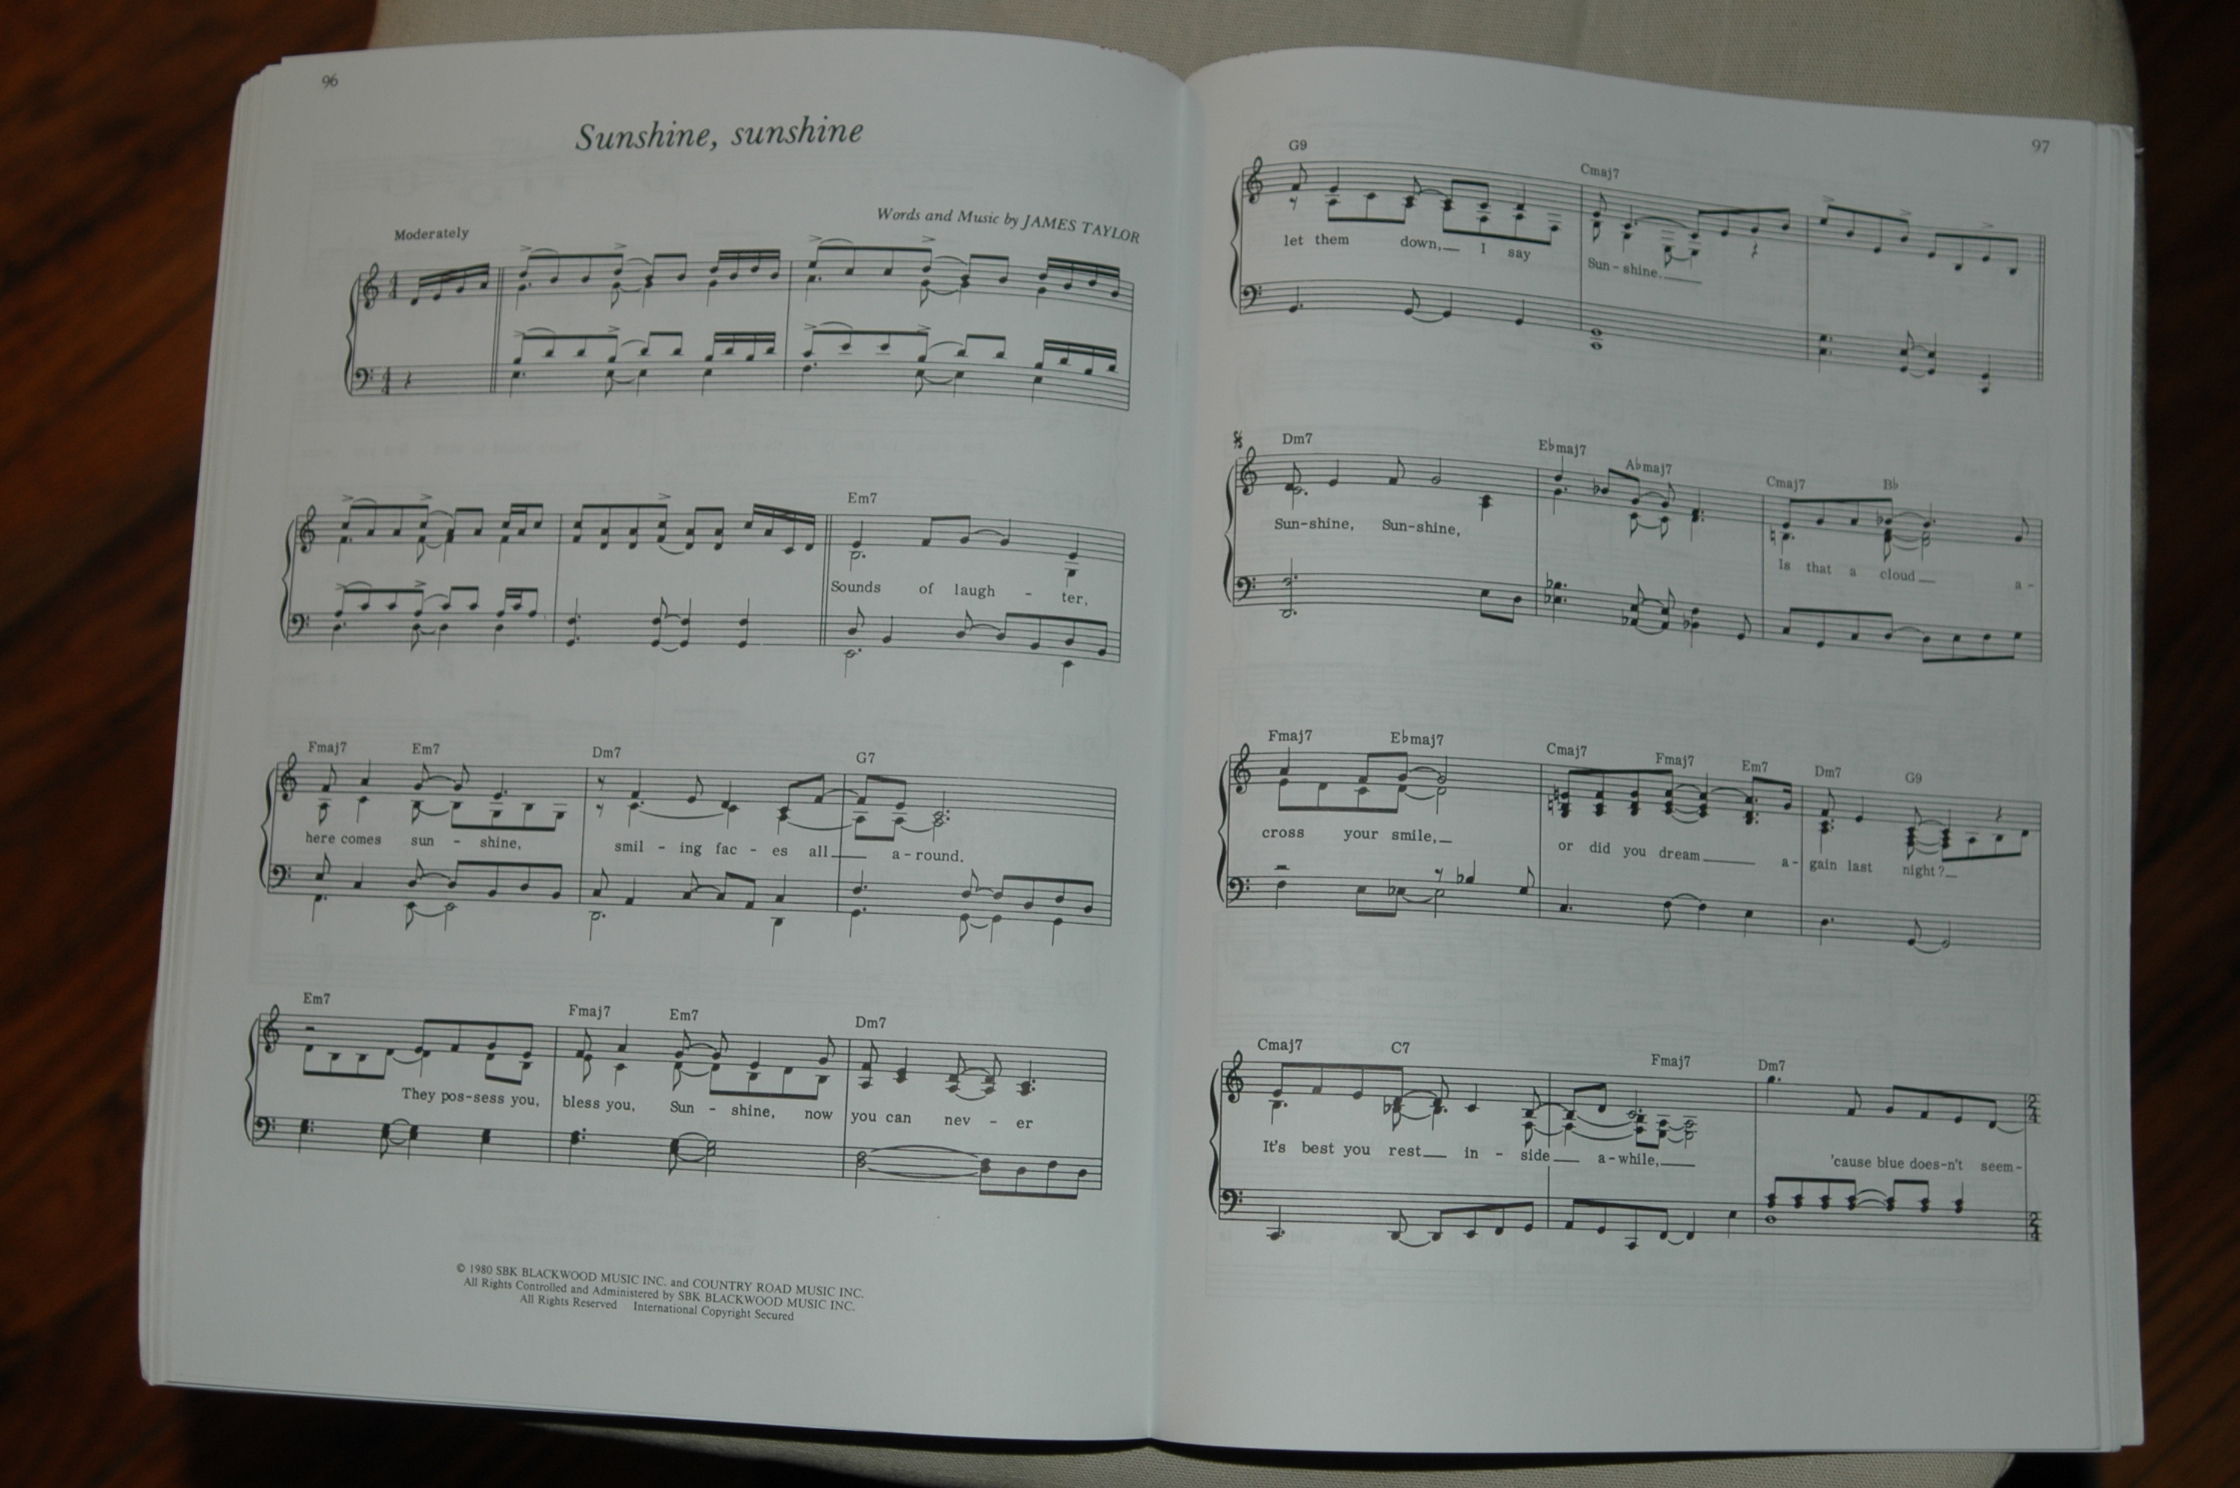 96
Sunshine, sunshine
Words and Music by JAMES TAYLOR
Moderately
4
4
Em7
Sounds of laugh - ter,
Fmaj7 Em7 Dm7 G7
here comes sun - shine, smil - ing fac - es all a - round.
Em7 Fmaj7 Em7 Dm7
They pos-sess you, bless you, Sun - shine, now you can nev - er
© 1980 SBK BLACKWOOD MUSIC INC. and COUNTRY ROAD MUSIC INC.
All Rights Controlled and Administered by SBK BLACKWOOD MUSIC INC.
All Rights Reserved International Copyright Secured
97
G9 Cmaj7
let them down, I say Sun - shine.
Dm7 E♭maj7 A♭maj7 Cmaj7 B♭
Sun-shine, Sun-shine, Is that a cloud a -
Fmaj7 E♭maj7 Cmaj7 Fmaj7 Em7 Dm7 G9
cross your smile, or did you dream a - gain last night?
Cmaj7 C7 Fmaj7 Dm7
It's best you rest in - side a - while, 'cause blue does-n't seem -
2
4